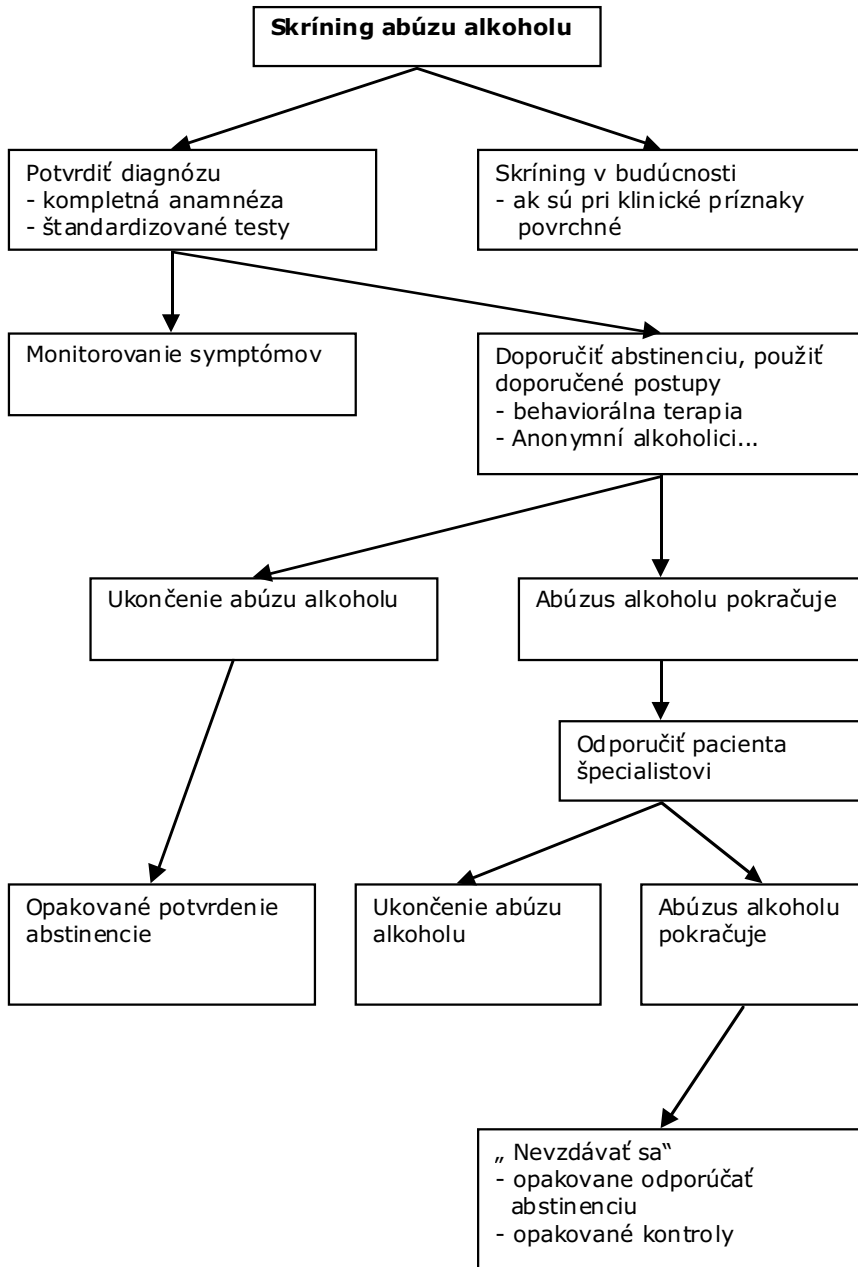 Skríning abúzu alkoholu
Potvrdiť diagnózu
- kompletná anamnéza
- štandardizované testy
Skríning v budúcnosti
- ak sú pri klinické príznaky
povrchné
Monitorovanie symptómov
Doporučiť abstinenciu, použiť
doporučené postupy
- behaviorálna terapia
- Anonymní alkoholici...
Ukončenie abúzu alkoholu
Abúzus alkoholu pokračuje
Odporučiť pacienta
špecialistovi
Opakované potvrdenie
abstinencie
Ukončenie abúzu
alkoholu
Abúzus alkoholu
pokračuje
„ Nevzdávať sa“
- opakovane odporúčať
abstinenciu
- opakované kontroly